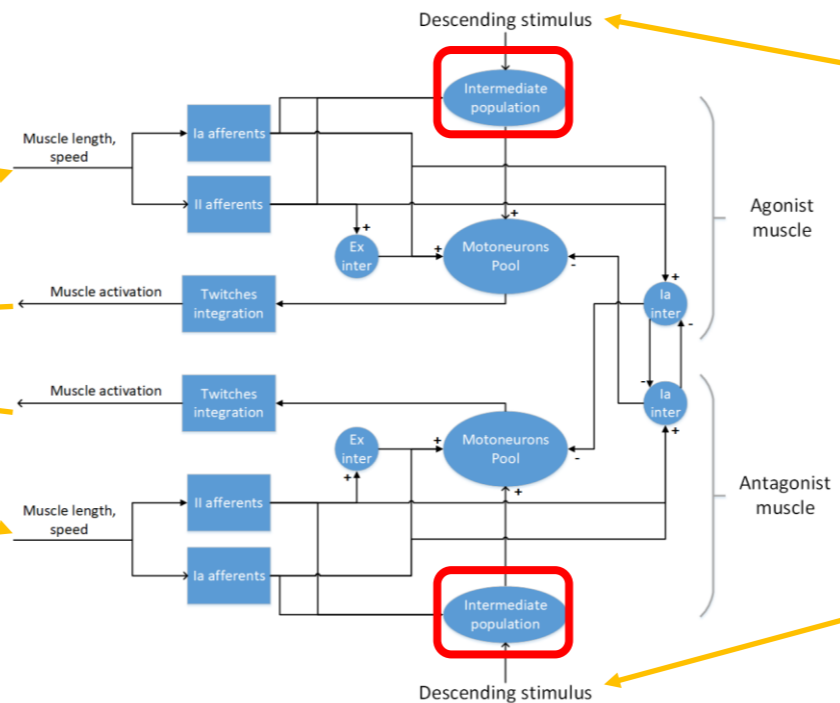 Descending stimulus
Intermediate
population
Muscle length,
speed
Ia afferents
II afferents
+
Ex
inter
+
+
Motoneurons
Pool
-
Agonist
muscle
+
Ia
inter
-
Muscle activation
Twitches
integration
Muscle activation
Twitches
integration
-
Ia
inter
+
Ex
inter
+
+
Motoneurons
Pool
-
+
Antagonist
muscle
Muscle length,
speed
II afferents
Ia afferents
Intermediate
population
Descending stimulus